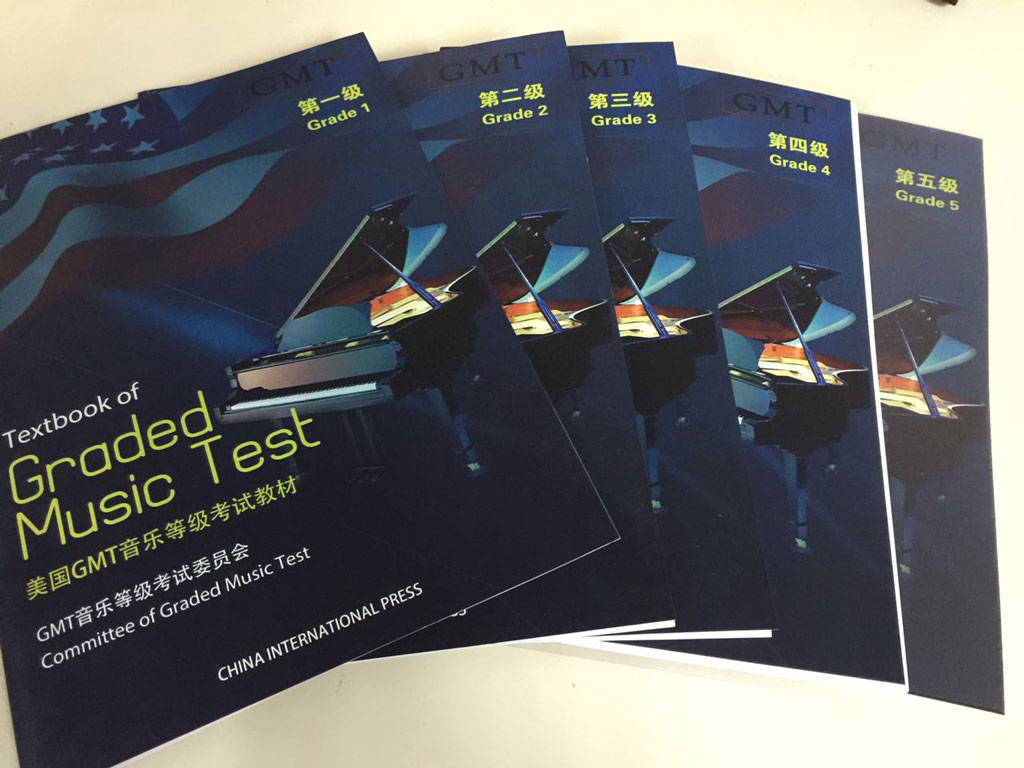 GMT
第一级
Grade 1
Textbook of
Graded
Music Test
美国GMT音乐等级考试教材
GMT音乐等级考试委员会
Committee of Graded Music Test
CHINA INTERNATIONAL PRESS
GMT
第二级
Grade 2
GMT
第三级
Grade 3
GMT
第四级
Grade 4
GMT
第五级
Grade 5